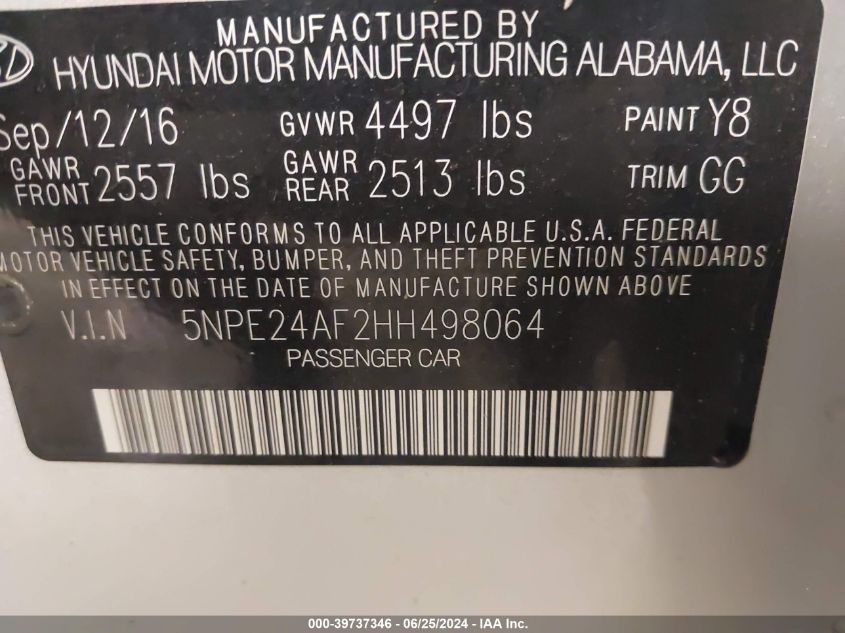 MANUFACTURED BY
HYUNDAI MOTOR MANUFACTURING ALABAMA, LLC
Sep/12/16 GVWR 4497 lbs PAINT Y8
GAWR FRONT 2557 lbs GAWR REAR 2513 lbs TRIM GG
THIS VEHICLE CONFORMS TO ALL APPLICABLE U.S.A. FEDERAL
MOTOR VEHICLE SAFETY, BUMPER, AND THEFT PREVENTION STANDARDS
IN EFFECT ON THE DATE OF MANUFACTURE SHOWN ABOVE
V.I.N 5NPE24AF2HH498064
PASSENGER CAR
000-39737346 - 06/25/2024 - IAA Inc.